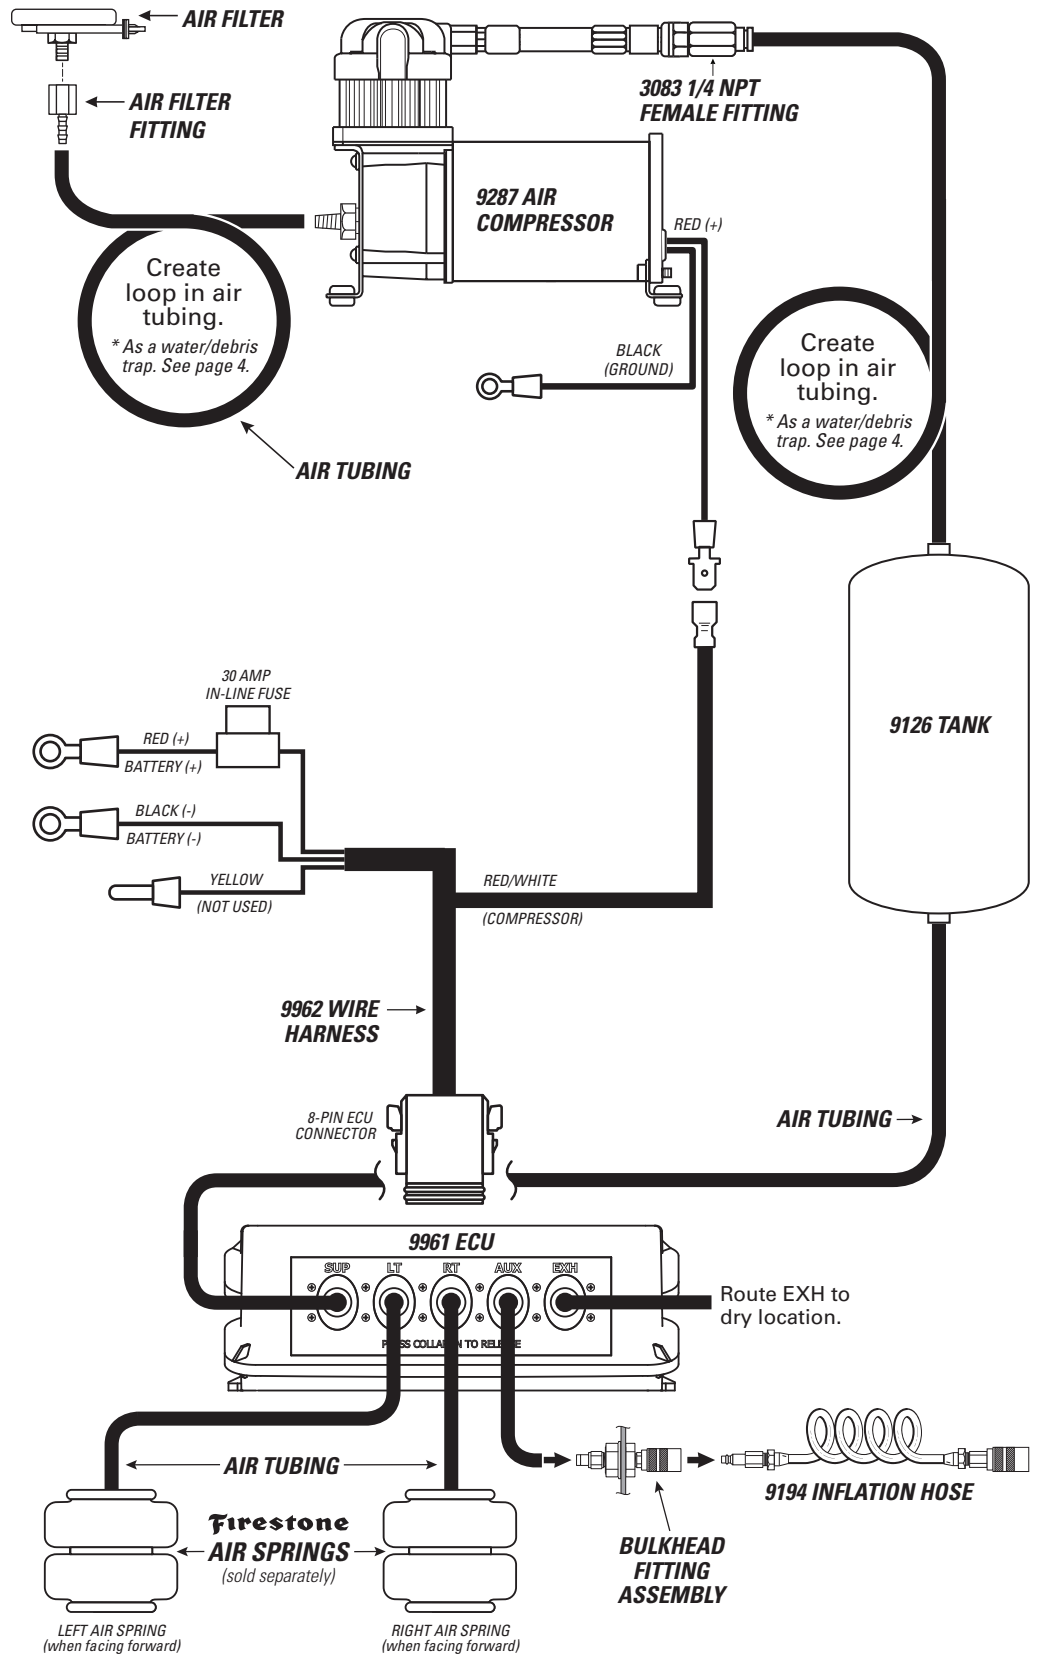 AIR FILTER
AIR FILTER
FITTING
3083 1/4 NPT
FEMALE FITTING
9287 AIR
COMPRESSOR
RED (+)
Create
loop in air
tubing.
* As a water/debris
trap. See page 4.
BLACK
(GROUND)
Create
loop in air
tubing.
* As a water/debris
trap. See page 4.
AIR TUBING
30 AMP
IN-LINE FUSE
RED (+)
BATTERY (+)
BLACK (-)
BATTERY (-)
YELLOW
(NOT USED)
RED/WHITE
(COMPRESSOR)
9126 TANK
9962 WIRE
HARNESS
8-PIN ECU
CONNECTOR
AIR TUBING
9961 ECU
SUP LT RT AUX EXH
Route EXH to
dry location.
AIR TUBING
9194 INFLATION HOSE
Firestone
AIR SPRINGS
(sold separately)
BULKHEAD
FITTING
ASSEMBLY
LEFT AIR SPRING
(when facing forward)
RIGHT AIR SPRING
(when facing forward)